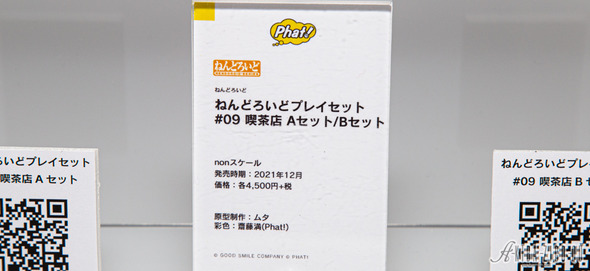 Phat!
ねんどろいど
ねんどろいど
ねんどろいどプレイセット
#09 喫茶店 Aセット/Bセット
nonスケール
発売時期：2021年12月
価格：各4,500円+税
原型制作：ムタ
彩色：齋藤満(Phat!)
© GOOD SMILE COMPANY © PHAT!
ろいどプレイセット
喫茶店 A セット
ねんどろいどプレイ
#09 喫茶店 B セ